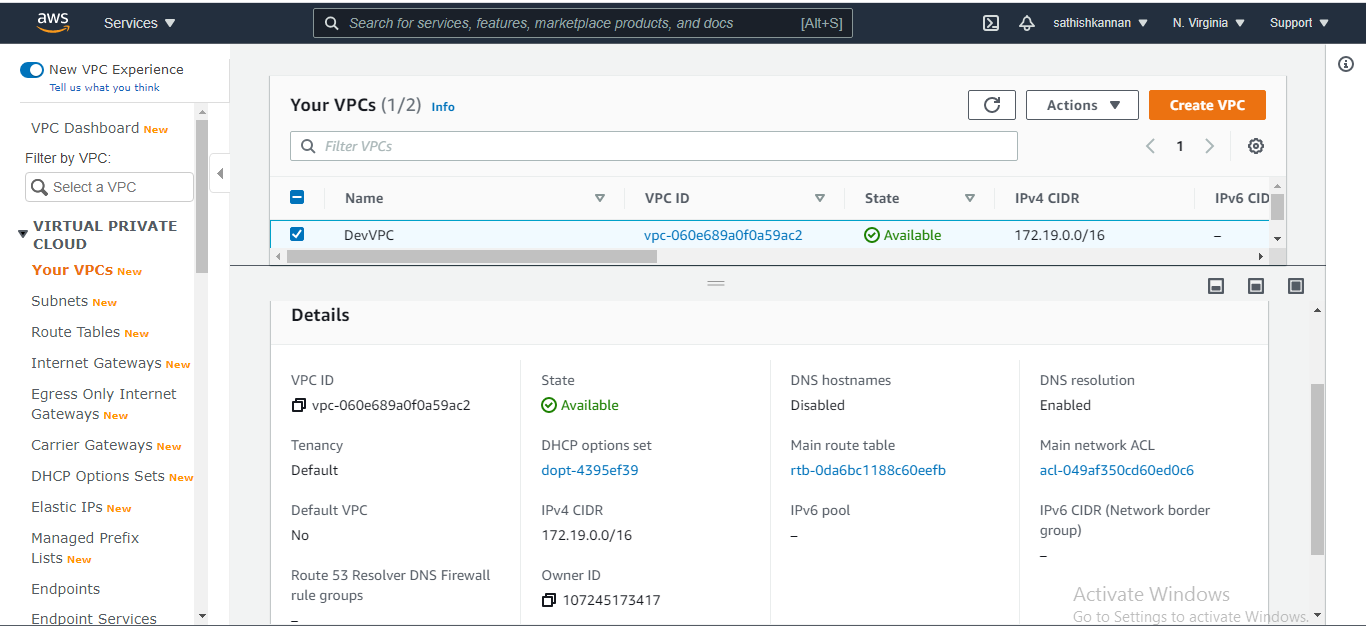 aws
Services
Search for services, features, marketplace products, and docs [Alt+S]
sathishkannan
N. Virginia
Support
New VPC Experience
Tell us what you think
VPC Dashboard New
Filter by VPC:
Select a VPC
VIRTUAL PRIVATE
CLOUD
Your VPCs New
Subnets New
Route Tables New
Internet Gateways New
Egress Only Internet
Gateways New
Carrier Gateways New
DHCP Options Sets New
Elastic IPs New
Managed Prefix
Lists New
Endpoints
Endpoint Services
Your VPCs (1/2) Info
Actions
Create VPC
Filter VPCs
1
Name VPC ID State IPv4 CIDR IPv6 CID
DevVPC vpc-060e689a0f0a59ac2 Available 172.19.0.0/16 –
Details
VPC ID
vpc-060e689a0f0a59ac2
State
Available
DNS hostnames
Disabled
DNS resolution
Enabled
Tenancy
Default
DHCP options set
dopt-4395ef39
Main route table
rtb-0da6bc1188c60eefb
Main network ACL
acl-049af350cd60ed0c6
Default VPC
No
IPv4 CIDR
172.19.0.0/16
IPv6 pool
–
IPv6 CIDR (Network border
group)
–
Route 53 Resolver DNS Firewall
rule groups
–
Owner ID
107245173417
Activate Windows
Go to Settings to activate Windows.